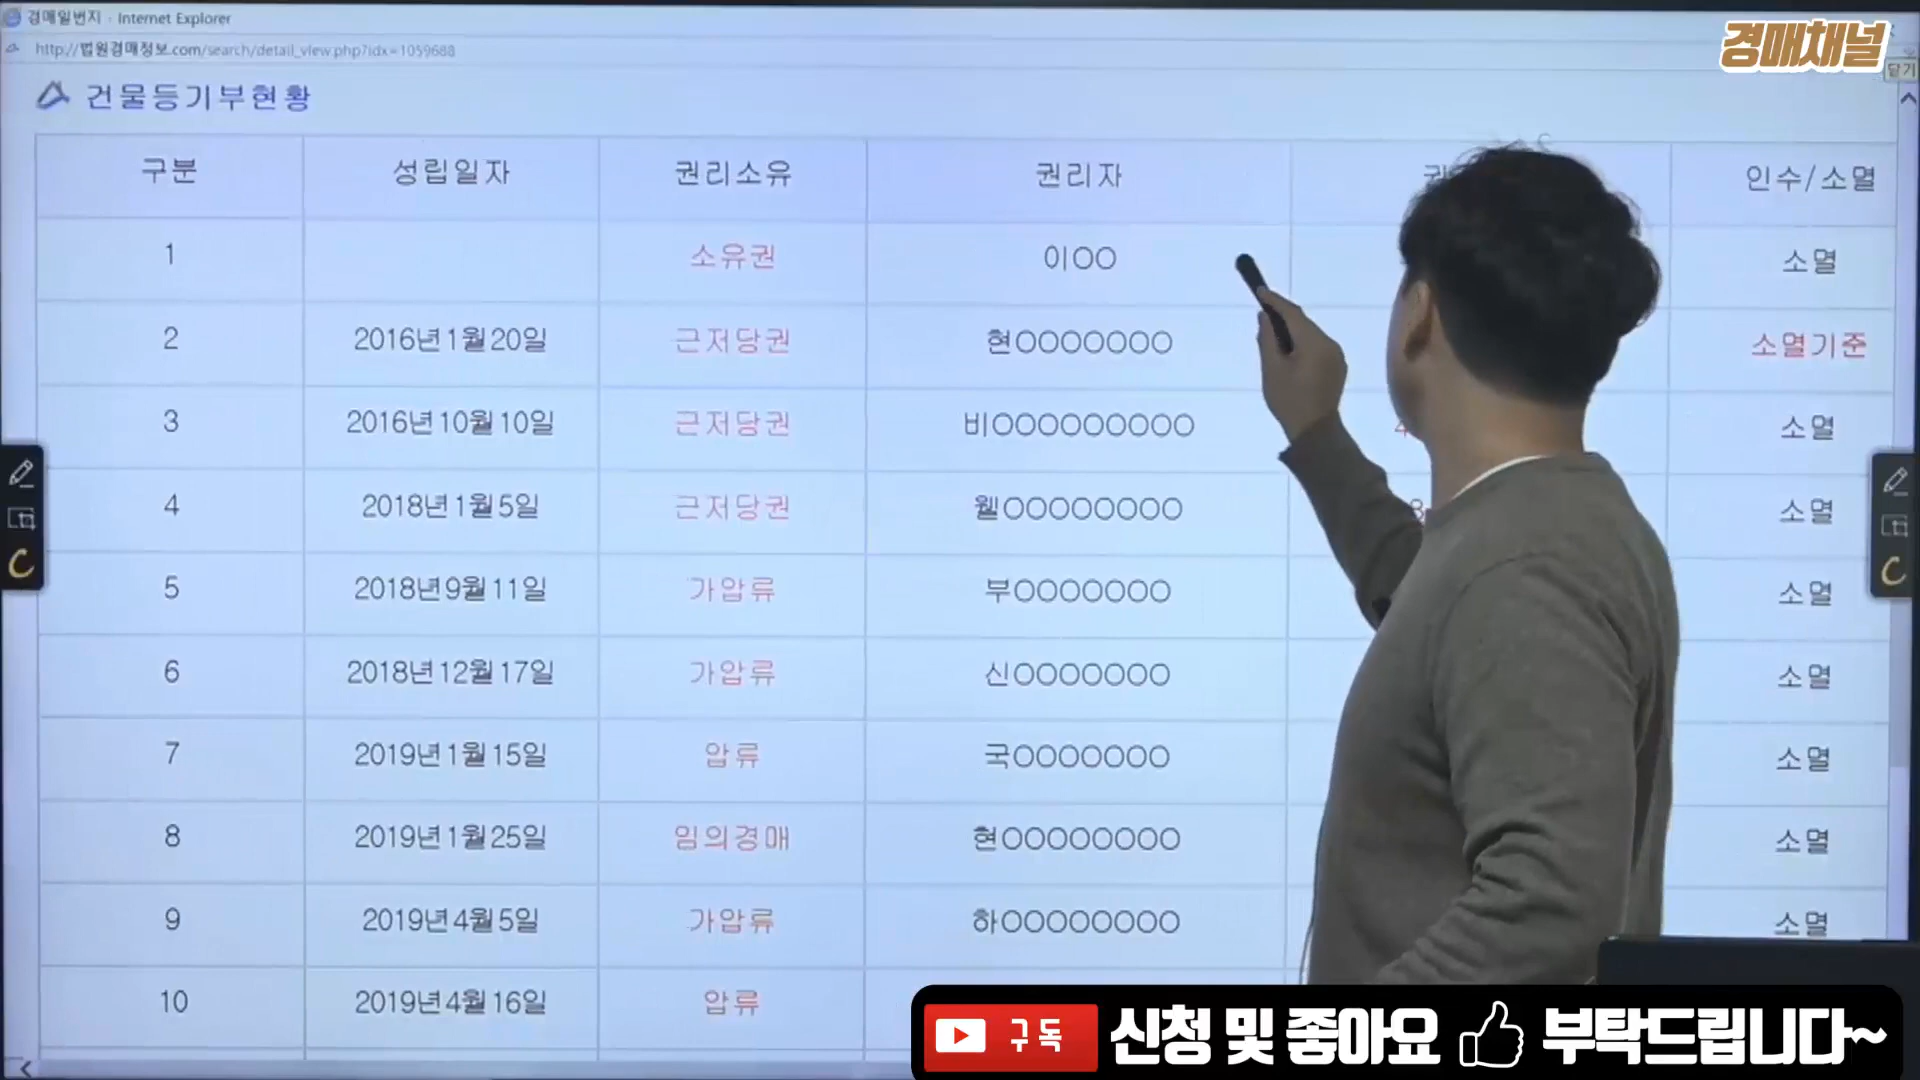 경매일번지 - Internet Explorer
http://법원경매정보.com/search/detail_view.php?idx=1059688
경매채널
닫기
건물등기부현황
구분 성립일자 권리소유 권리자 인수/소멸
1 소유권 이OO 소멸
2 2016년 1월 20일 근저당권 현OOOOOOO 소멸기준
3 2016년 10월 10일 근저당권 비OOOOOOOOO 소멸
4 2018년 1월 5일 근저당권 웰OOOOOOOO 소멸
5 2018년 9월 11일 가압류 부OOOOOOO 소멸
6 2018년 12월 17일 가압류 신OOOOOOO 소멸
7 2019년 1월 15일 압류 국OOOOOOO 소멸
8 2019년 1월 25일 임의경매 현OOOOOOOO 소멸
9 2019년 4월 5일 가압류 하OOOOOOOO 소멸
10 2019년 4월 16일 압류
구독 신청 및 좋아요 부탁드립니다~